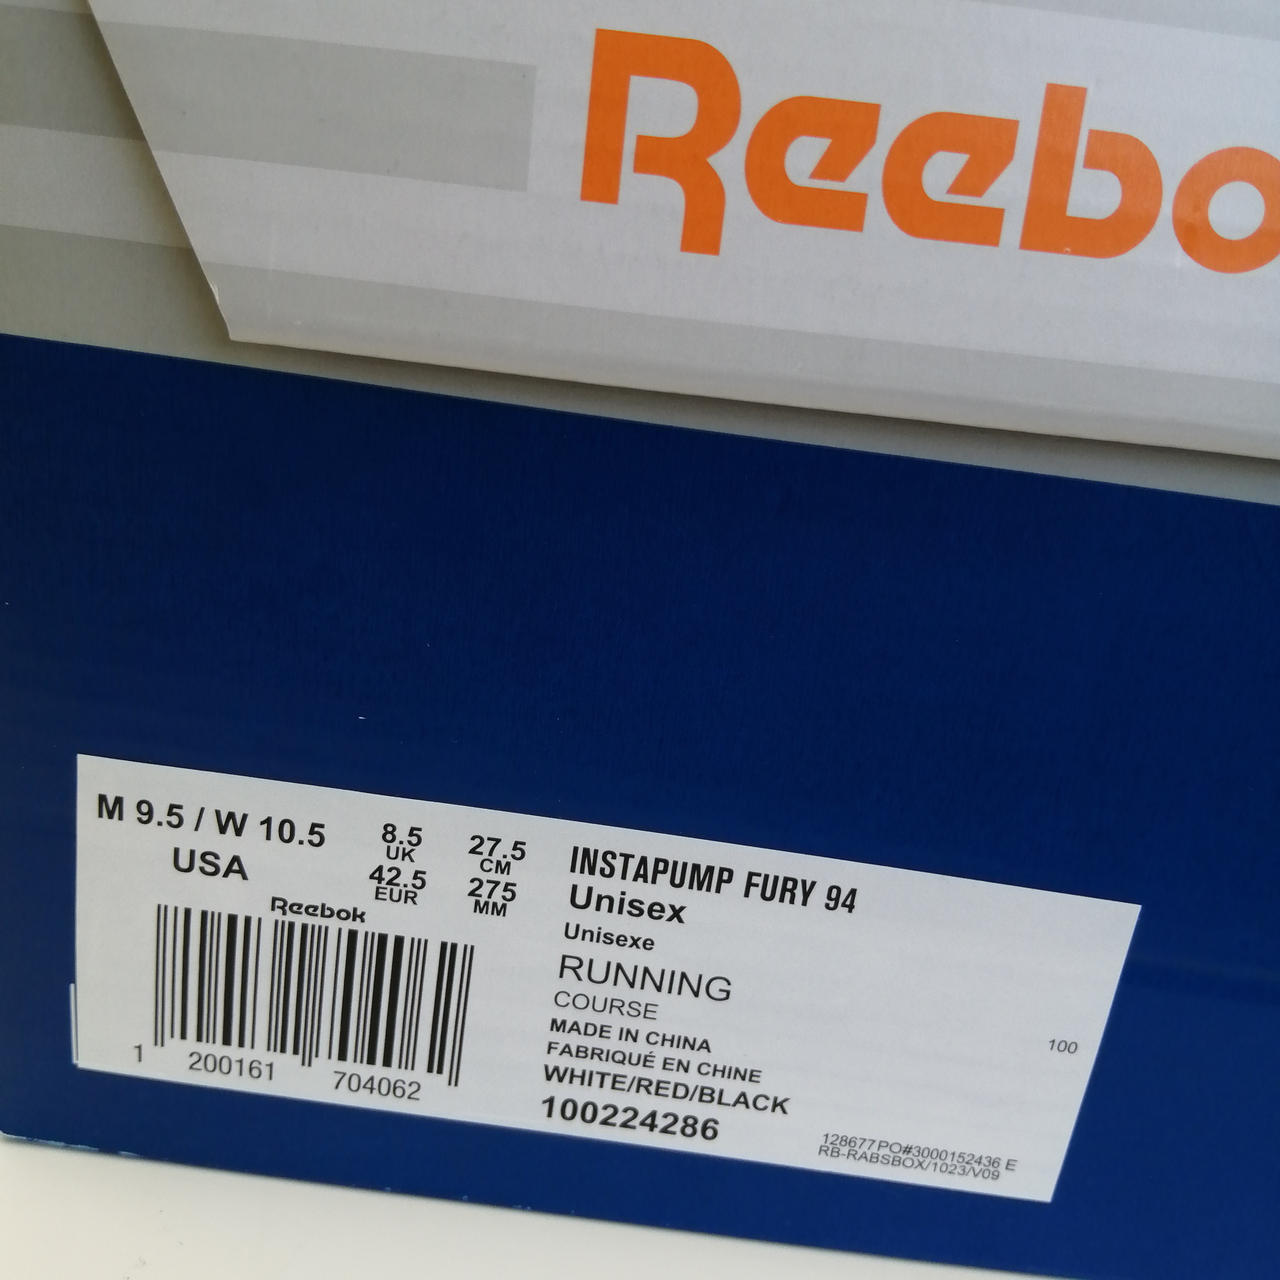 Reebo
M 9.5 / W 10.5
USA
8.5
UK
42.5
EUR
27.5
CM
275
MM
Reebok
1 200161 704062
INSTAPUMP FURY 94
Unisex
Unisexe
RUNNING
COURSE
MADE IN CHINA
FABRIQUÉ EN CHINE
WHITE/RED/BLACK
100224286
100
128677PO#3000152436 E
RB-RABSBOX/1023/V09